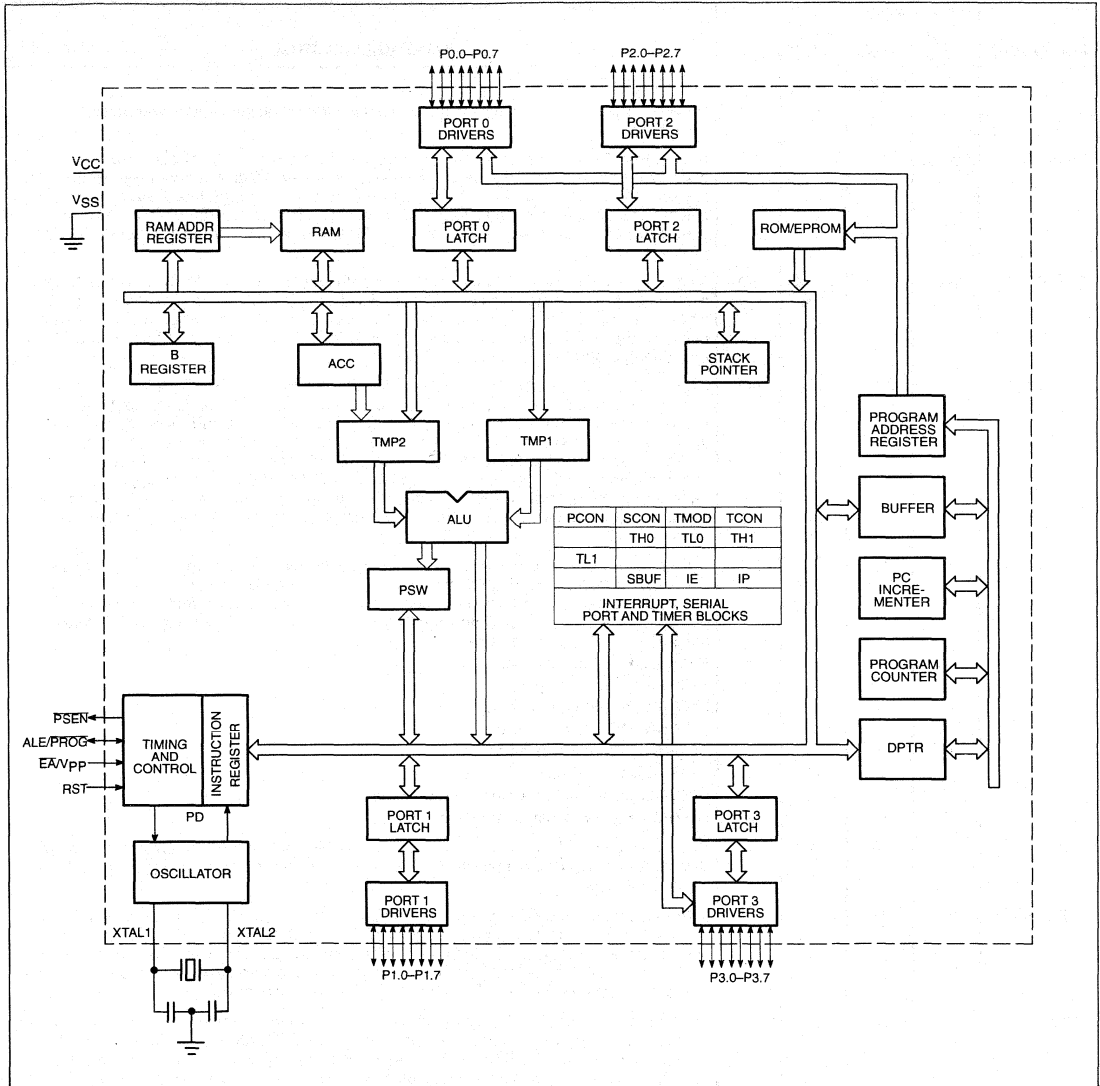 P0.0–P0.7
P2.0–P2.7
PORT 0
DRIVERS
PORT 2
DRIVERS
VCC
VSS
RAM ADDR
REGISTER
RAM
PORT 0
LATCH
PORT 2
LATCH
ROM/EPROM
B
REGISTER
ACC
STACK
POINTER
TMP2
TMP1
PROGRAM
ADDRESS
REGISTER
ALU
BUFFER
PCON SCON TMOD TCON
TH0 TL0 TH1
TL1
SBUF IE IP
INTERRUPT, SERIAL
PORT AND TIMER BLOCKS
PSW
PC
INCRE-
MENTER
PROGRAM
COUNTER
DPTR
PSEN
ALE/PROG
EA/VPP
RST
TIMING
AND
CONTROL
INSTRUCTION
REGISTER
PD
OSCILLATOR
PORT 1
LATCH
PORT 3
LATCH
PORT 1
DRIVERS
PORT 3
DRIVERS
XTAL1
XTAL2
P1.0–P1.7
P3.0–P3.7